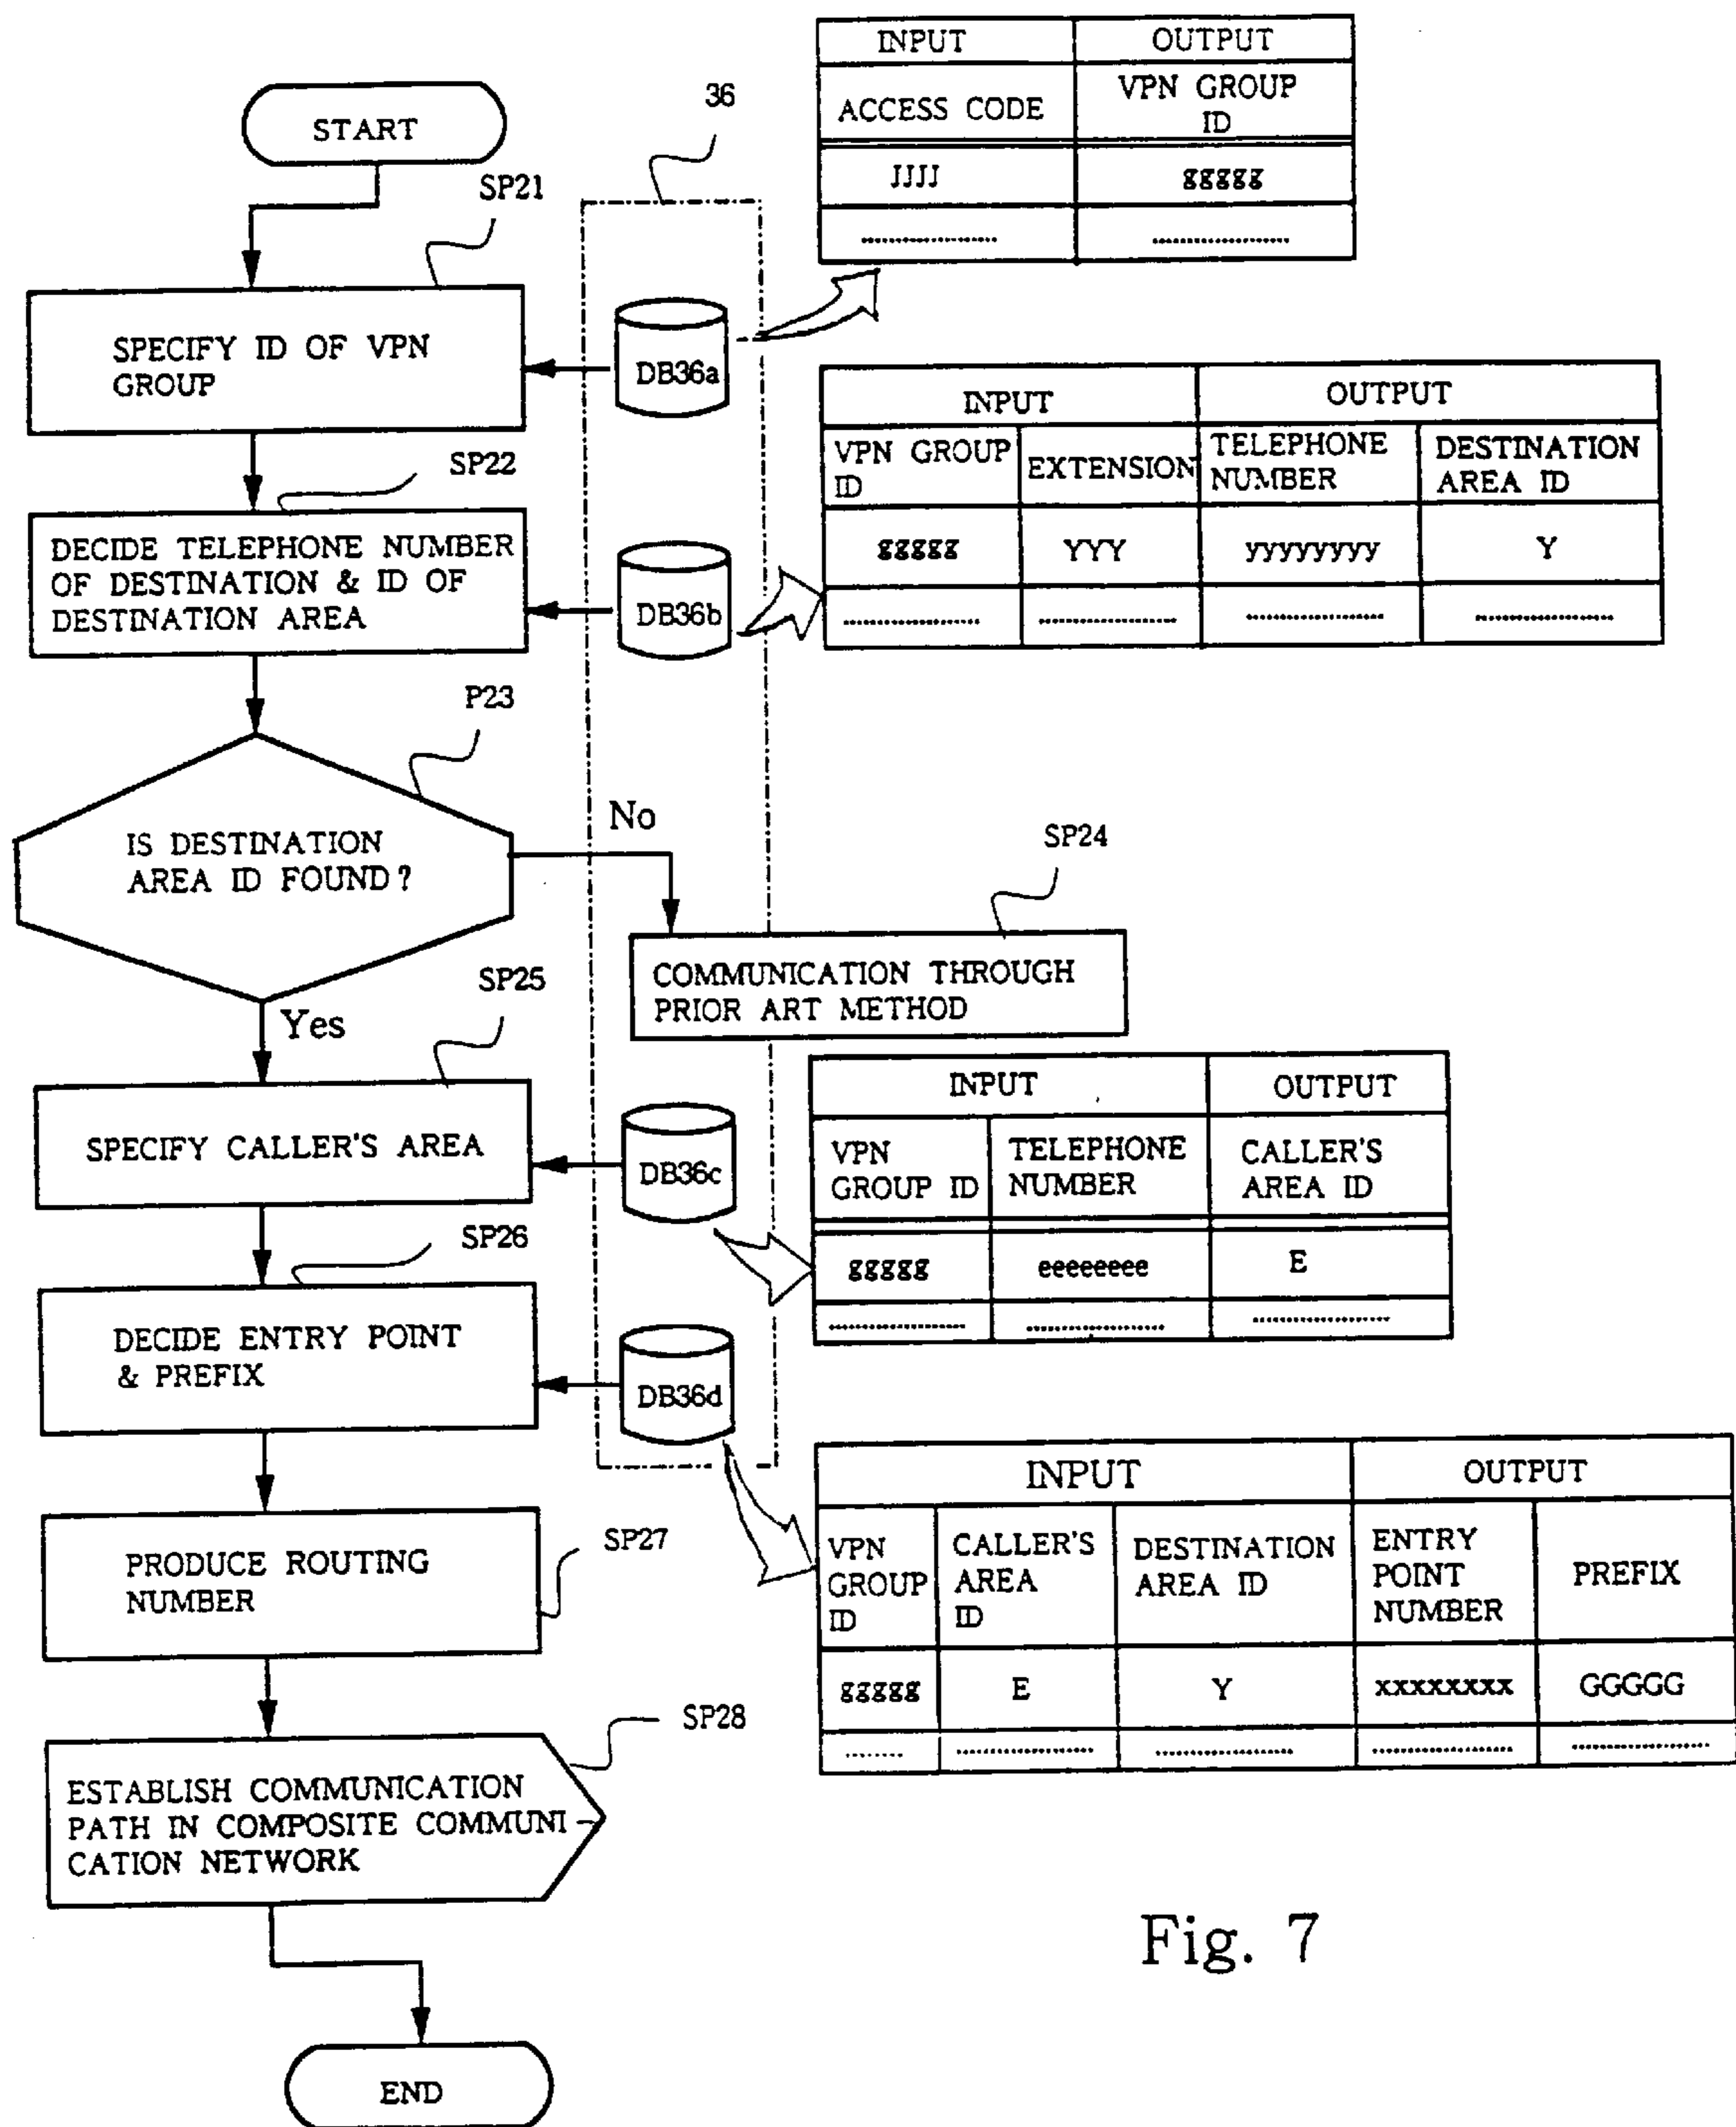 START
SP21
SPECIFY ID OF VPN
GROUP
SP22
DECIDE TELEPHONE NUMBER
OF DESTINATION & ID OF
DESTINATION AREA
P23
IS DESTINATION
AREA ID FOUND?
No
Yes
SP24
COMMUNICATION THROUGH
PRIOR ART METHOD
SP25
SPECIFY CALLER'S AREA
SP26
DECIDE ENTRY POINT
& PREFIX
PRODUCE ROUTING
NUMBER
SP27
SP28
ESTABLISH COMMUNICATION
PATH IN COMPOSITE COMMUNI-
CATION NETWORK
END
36
DB36a
DB36b
DB36c
DB36d
INPUT OUTPUT
ACCESS CODE VPN GROUP
ID
JJJJ ggggg
.................... ....................
INPUT OUTPUT
VPN GROUP EXTENSION TELEPHONE DESTINATION
ID NUMBER AREA ID
ggggg YYY yyyyyyyy Y
.................... .................... .................... ....................
INPUT OUTPUT
VPN TELEPHONE CALLER'S
GROUP ID NUMBER AREA ID
ggggg eeeeeeee E
.................... .................... ....................
INPUT OUTPUT
VPN CALLER'S DESTINATION ENTRY PREFIX
GROUP AREA AREA ID POINT
ID ID NUMBER
ggggg E Y xxxxxxxx GGGGG
....... .................... .................... .................... ....................
Fig. 7